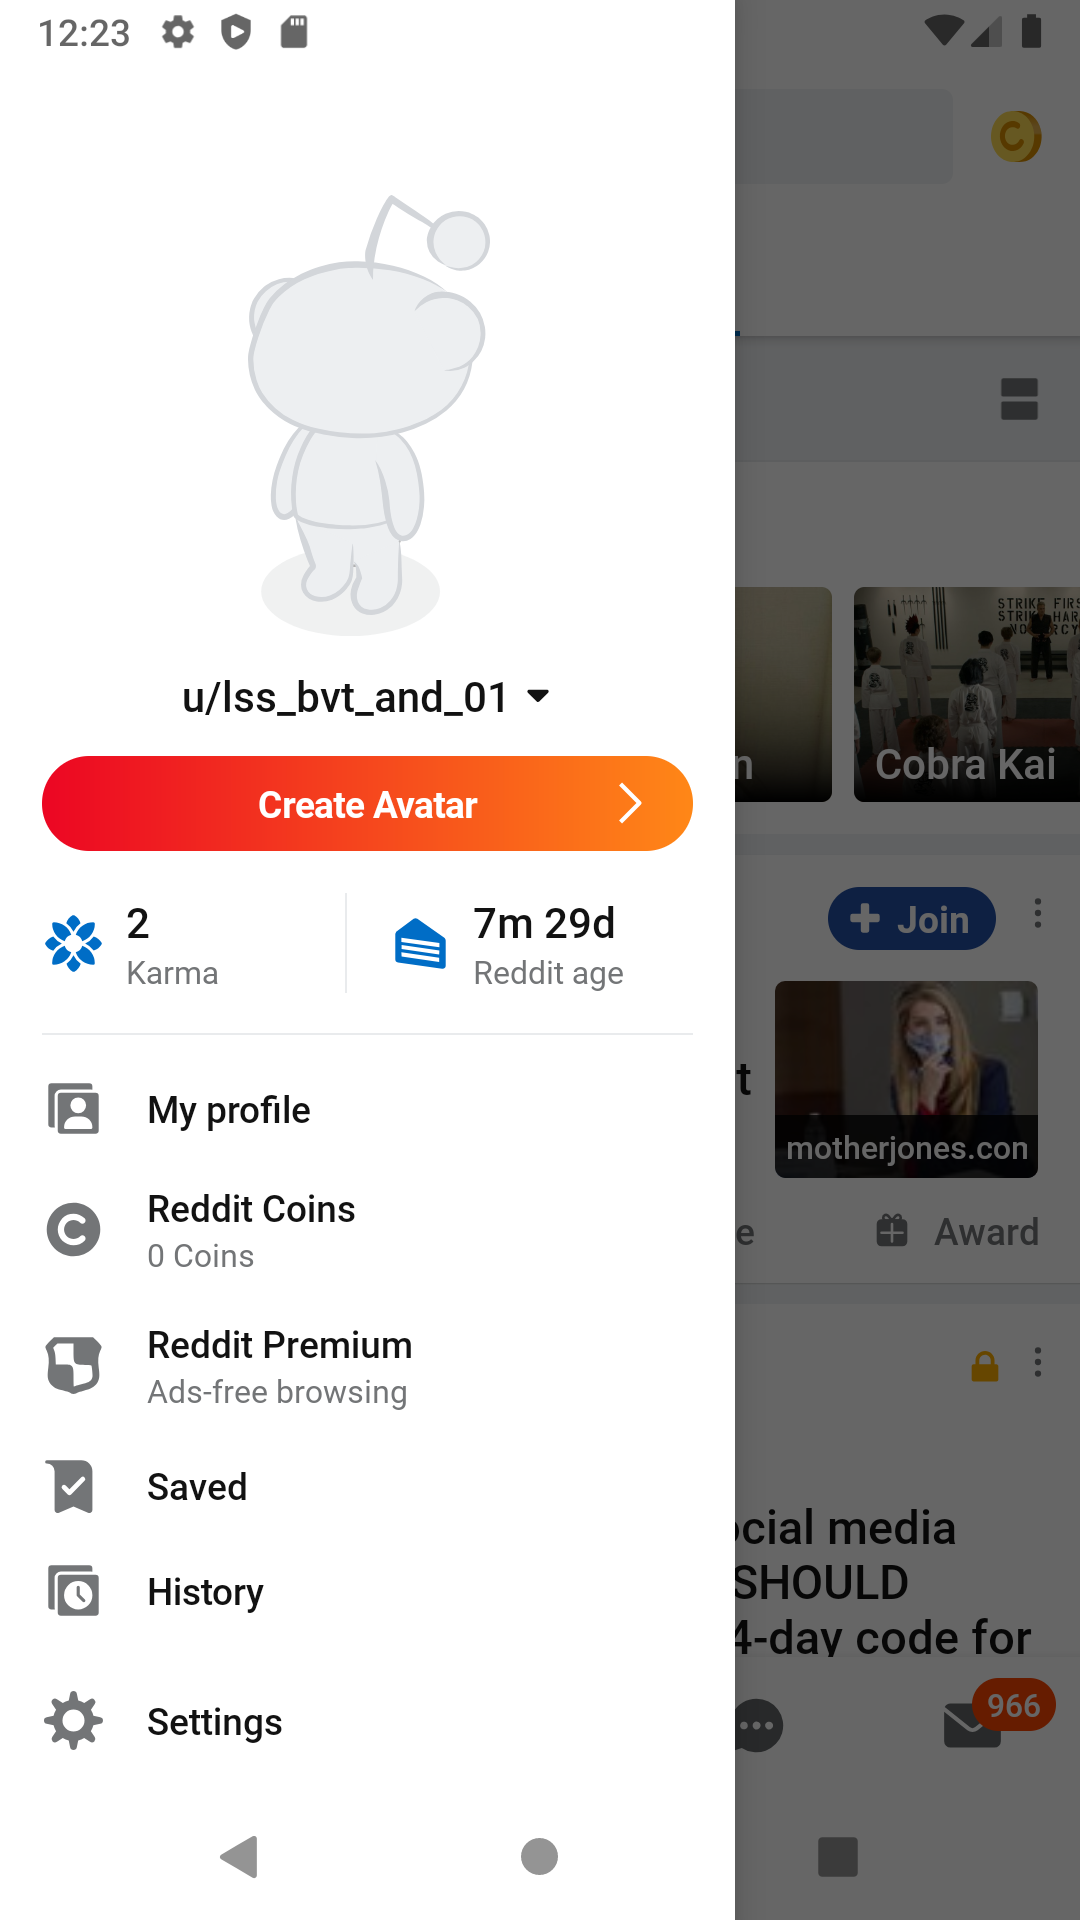 12:23
u/lss_bvt_and_01
Create Avatar
2
Karma
7m 29d
Reddit age
My profile
Reddit Coins
0 Coins
Reddit Premium
Ads-free browsing
Saved
History
Settings
STRIKE FIRS
STRIKE HAR
NO MERCY
n
Cobra Kai
Join
t
motherjones.con
e
Award
ocial media
SHOULD
4-day code for
966